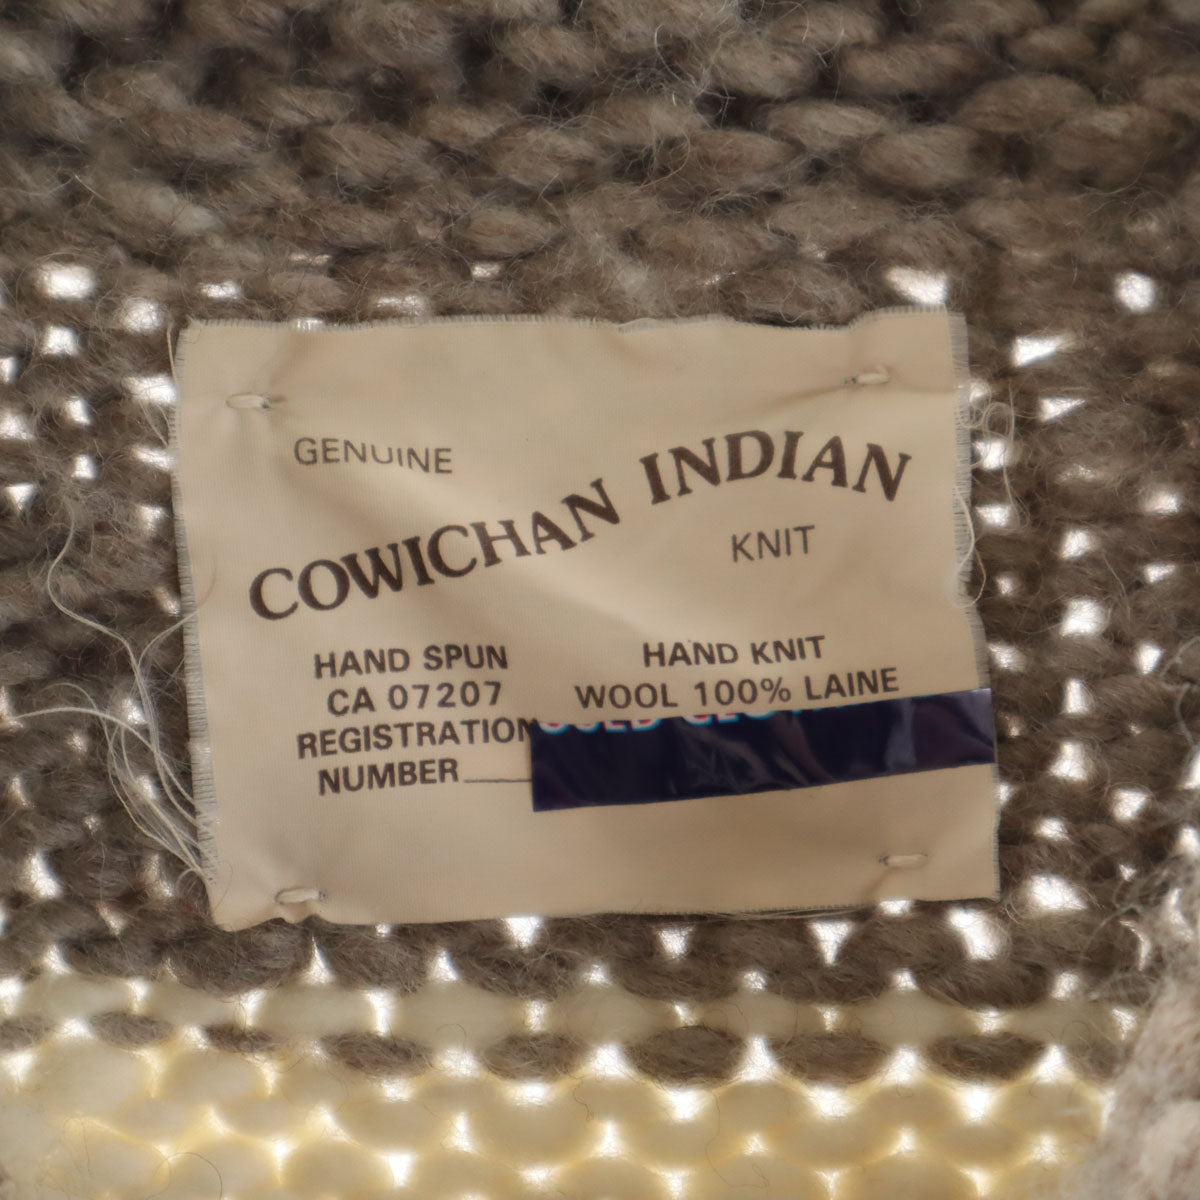 GENUINE
COWICHAN INDIAN
KNIT
HAND SPUN
CA 07207
REGISTRATION
NUMBER
HAND KNIT
WOOL 100% LAINE